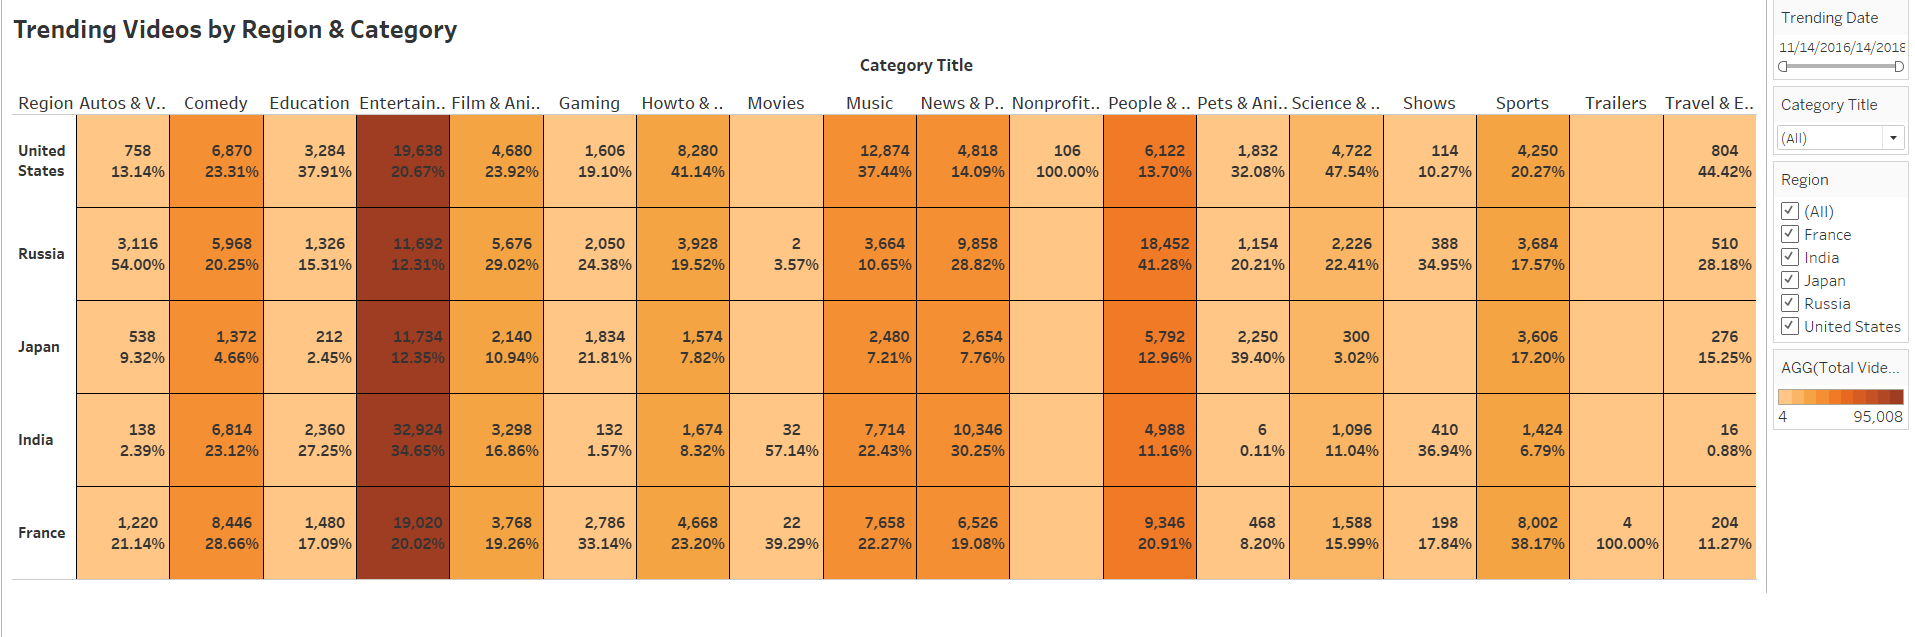 Trending Videos by Region & Category
Category Title
Region Autos & V.. Comedy Education Entertain.. Film & Ani.. Gaming Howto & .. Movies Music News & P.. Nonprofit.. People & .. Pets & Ani.. Science & .. Shows Sports Trailers Travel & E..
United States
758 6,870 3,284 19,638 4,680 1,606 8,280 12,874 4,818 106 6,122 1,832 4,722 114 4,250 804
13.14% 23.31% 37.91% 20.67% 23.92% 19.10% 41.14% 37.44% 14.09% 100.00% 13.70% 32.08% 47.54% 10.27% 20.27% 44.42%
Russia
3,116 5,968 1,326 11,692 5,676 2,050 3,928 2 3,664 9,858 18,452 1,154 2,226 388 3,684 510
54.00% 20.25% 15.31% 12.31% 29.02% 24.38% 19.52% 3.57% 10.65% 28.82% 41.28% 20.21% 22.41% 34.95% 17.57% 28.18%
Japan
538 1,372 212 11,734 2,140 1,834 1,574 2,480 2,654 5,792 2,250 300 3,606 276
9.32% 4.66% 2.45% 12.35% 10.94% 21.81% 7.82% 7.21% 7.76% 12.96% 39.40% 3.02% 17.20% 15.25%
India
138 6,814 2,360 32,924 3,298 132 1,674 32 7,714 10,346 4,988 6 1,096 410 1,424 16
2.39% 23.12% 27.25% 34.65% 16.86% 1.57% 8.32% 57.14% 22.43% 30.25% 11.16% 0.11% 11.04% 36.94% 6.79% 0.88%
France
1,220 8,446 1,480 19,020 3,768 2,786 4,668 22 7,658 6,526 9,346 468 1,588 198 8,002 4 204
21.14% 28.66% 17.09% 20.02% 19.26% 33.14% 23.20% 39.29% 22.27% 19.08% 20.91% 8.20% 15.99% 17.84% 38.17% 100.00% 11.27%
Trending Date
11/14/2016/14/2018
Category Title
(All)
Region
(All)
France
India
Japan
Russia
United States
AGG(Total Vide...
4 95,008